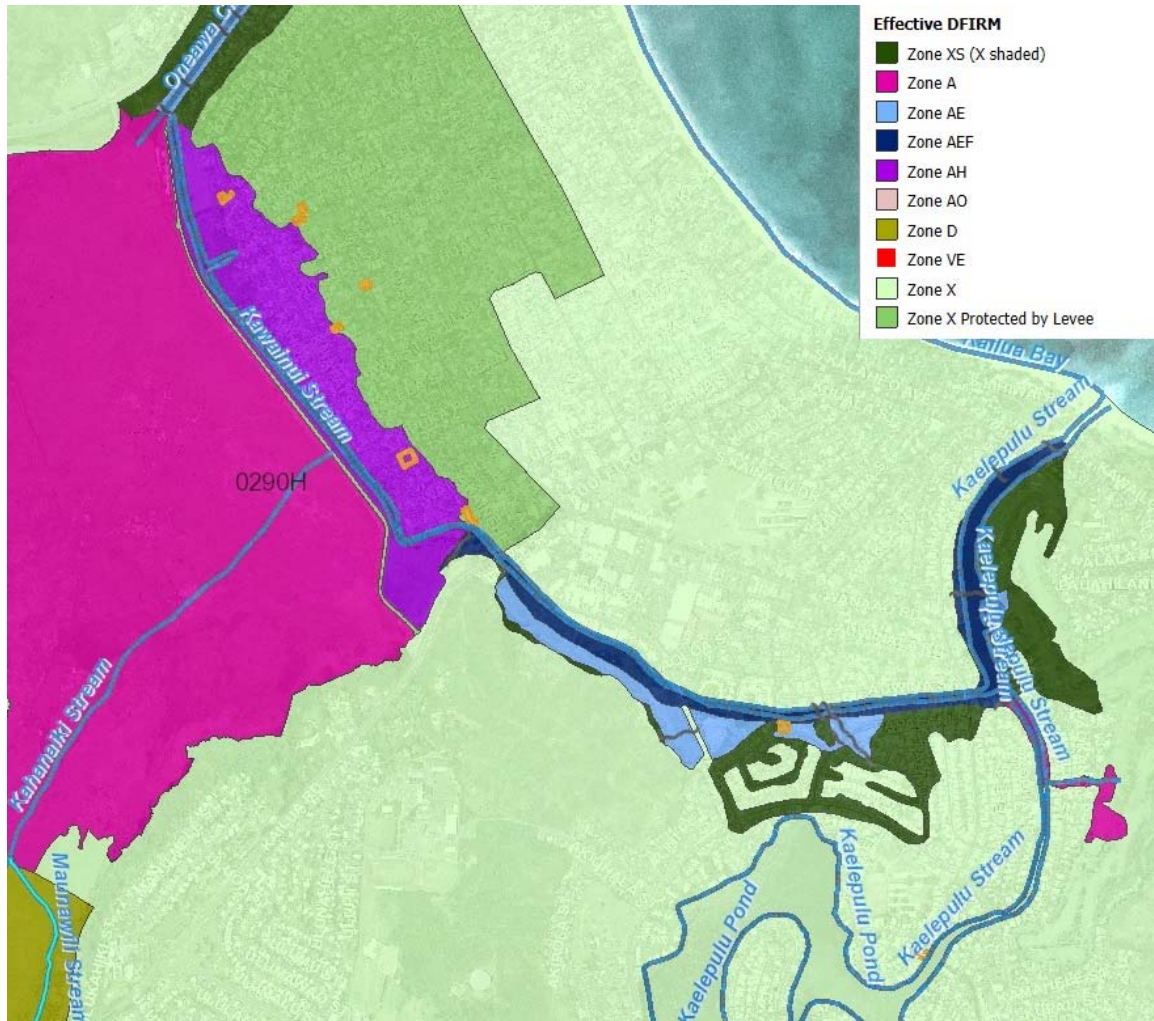 Effective DFIRM
Zone XS (X shaded)
Zone A
Zone AE
Zone AEF
Zone AH
Zone AO
Zone D
Zone VE
Zone X
Zone X Protected by Levee
Oneawa
Kailua Bay
Kawainui Stream
0290H
Kaelepulu Stream
Kaelepulu Stream
Kaelepulu Stream
Kahanaiki Stream
Maunawili Stream
Kaelepulu Pond
Kaelepulu Pond
Kaelepulu Stream